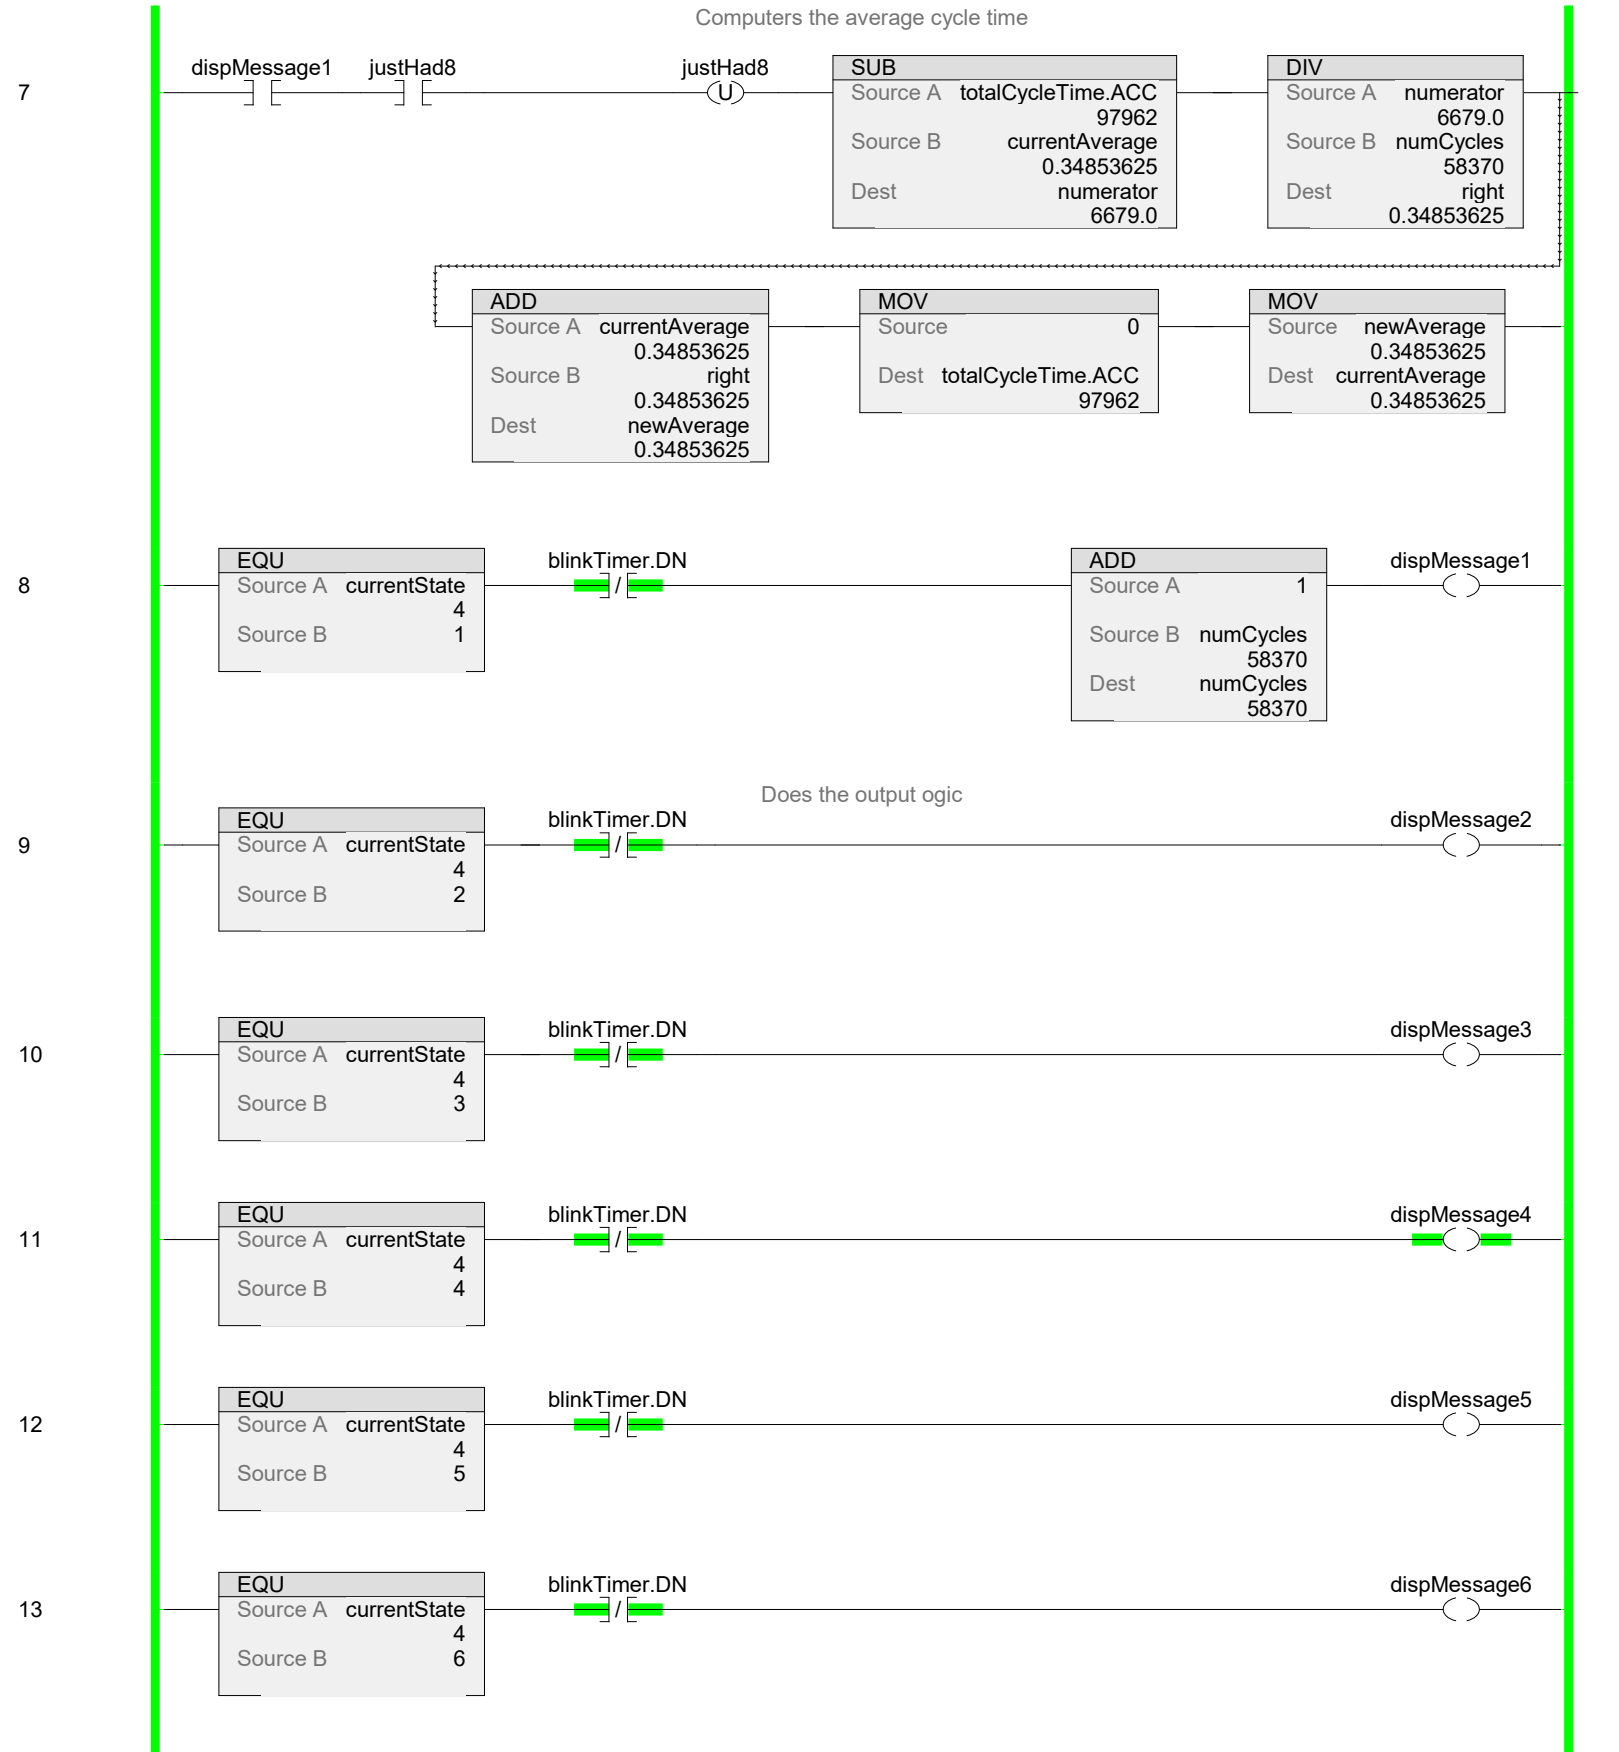 Computers the average cycle time
7
dispMessage1 justHad8 justHad8
U
SUB
Source A totalCycleTime.ACC
97962
Source B currentAverage
0.34853625
Dest numerator
6679.0
DIV
Source A numerator
6679.0
Source B numCycles
58370
Dest right
0.34853625
ADD
Source A currentAverage
0.34853625
Source B right
0.34853625
Dest newAverage
0.34853625
MOV
Source 0
Dest totalCycleTime.ACC
97962
MOV
Source newAverage
0.34853625
Dest currentAverage
0.34853625
8
EQU
Source A currentState
4
Source B 1
blinkTimer.DN
/
ADD
Source A 1
Source B numCycles
58370
Dest numCycles
58370
dispMessage1
Does the output ogic
9
EQU
Source A currentState
4
Source B 2
blinkTimer.DN
/
dispMessage2
10
EQU
Source A currentState
4
Source B 3
blinkTimer.DN
/
dispMessage3
11
EQU
Source A currentState
4
Source B 4
blinkTimer.DN
/
dispMessage4
12
EQU
Source A currentState
4
Source B 5
blinkTimer.DN
/
dispMessage5
13
EQU
Source A currentState
4
Source B 6
blinkTimer.DN
/
dispMessage6